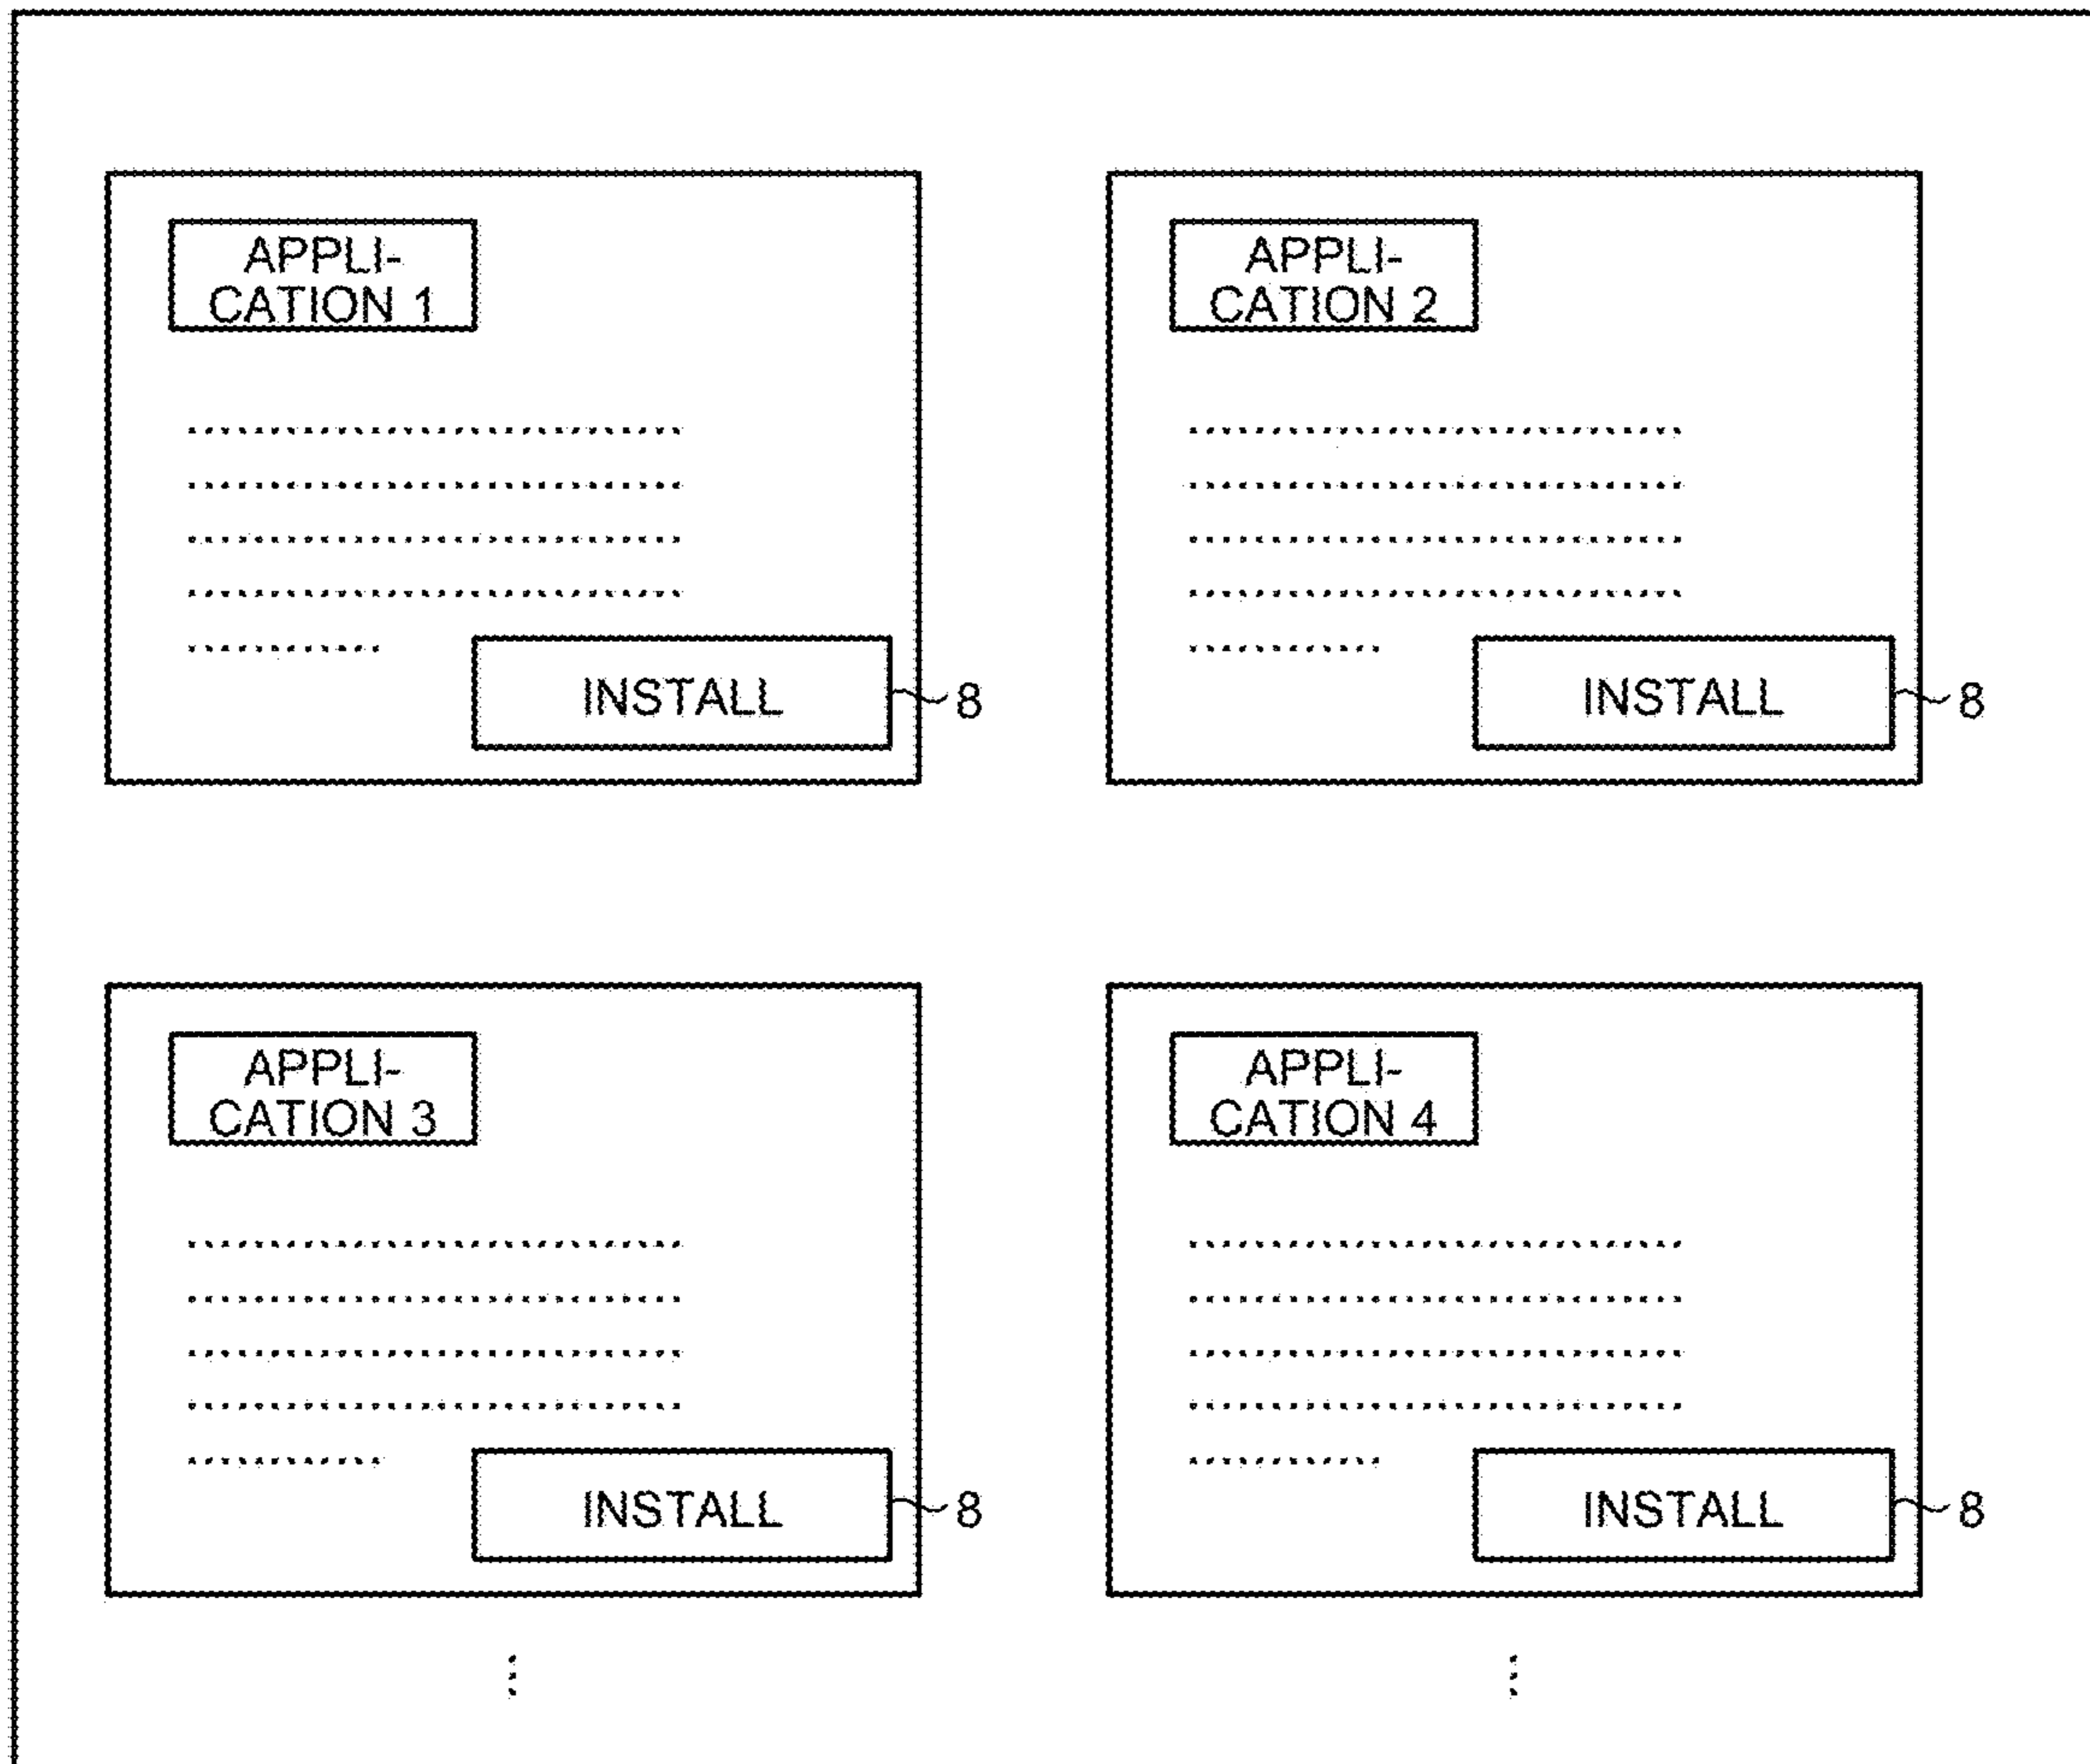 APPLI-
CATION 1
INSTALL
8
APPLI-
CATION 2
INSTALL
8
APPLI-
CATION 3
INSTALL
8
APPLI-
CATION 4
INSTALL
8